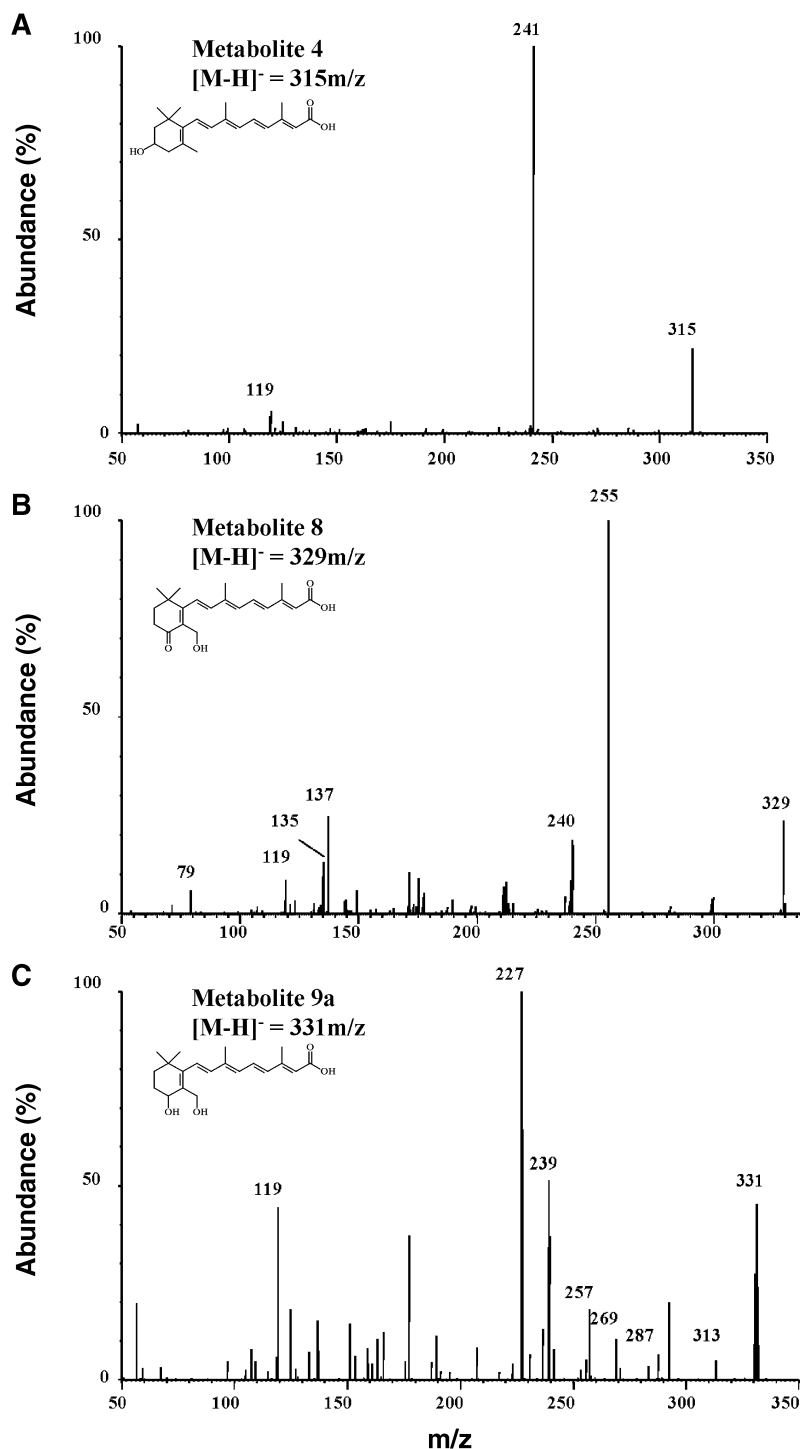 A
Metabolite 4
[M-H]- = 315m/z
O
OH
HO
Abundance (%)
100
50
0
241
315
119
50 100 150 200 250 300 350
B
Metabolite 8
[M-H]- = 329m/z
O
OH
O
OH
Abundance (%)
100
50
0
255
329
240
137
135
119
79
50 100 150 200 250 300
C
Metabolite 9a
[M-H]- = 331m/z
O
OH
OH
OH
Abundance (%)
100
50
0
227
239
331
119
257
269
287
313
50 100 150 200 250 300 350
m/z